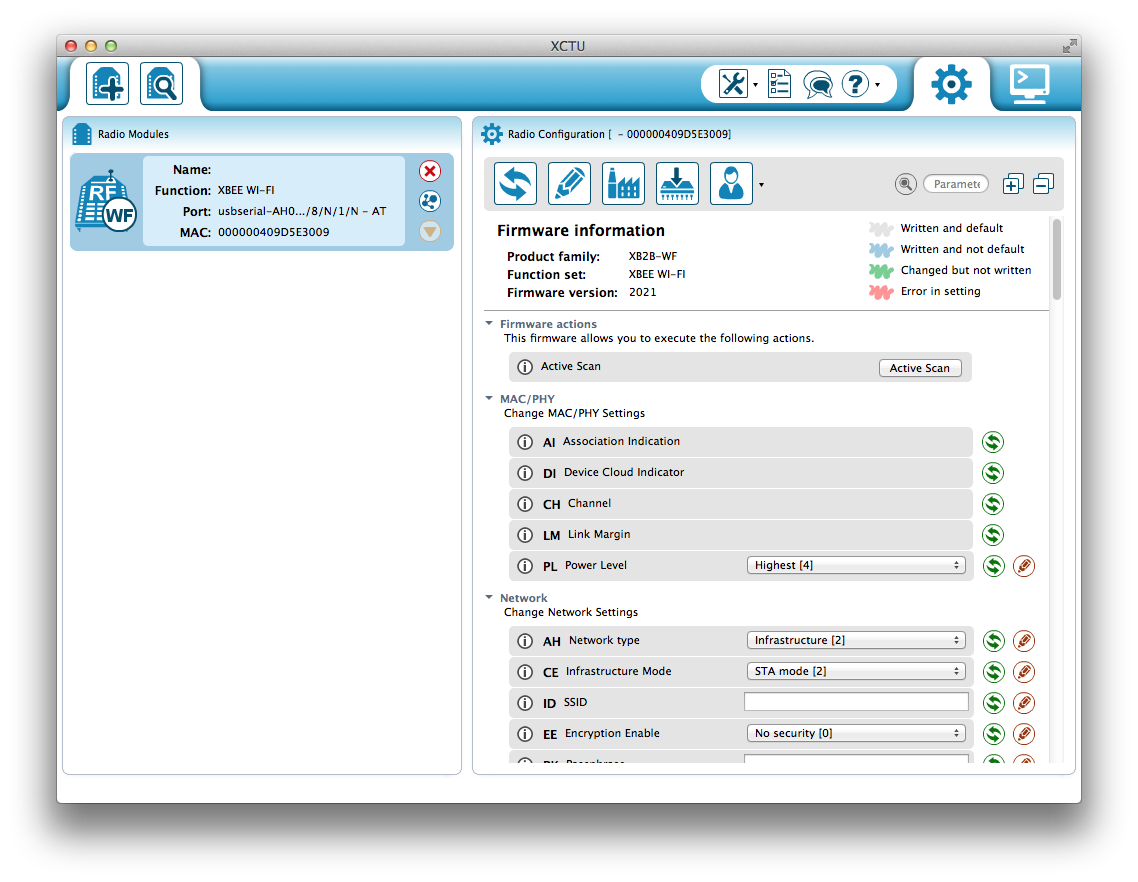 XCTU
Radio Modules
RF
WF
Name:
Function: XBEE WI-FI
Port: usbserial-AH0.../8/N/1/N - AT
MAC: 000000409D5E3009
Radio Configuration [ - 000000409D5E3009]
Paramete
Firmware information
Product family: XB2B-WF
Function set: XBEE WI-FI
Firmware version: 2021
Written and default
Written and not default
Changed but not written
Error in setting
Firmware actions
This firmware allows you to execute the following actions.
Active Scan Active Scan
MAC/PHY
Change MAC/PHY Settings
AI Association Indication
DI Device Cloud Indicator
CH Channel
LM Link Margin
PL Power Level Highest [4]
Network
Change Network Settings
AH Network type Infrastructure [2]
CE Infrastructure Mode STA mode [2]
ID SSID
EE Encryption Enable No security [0]